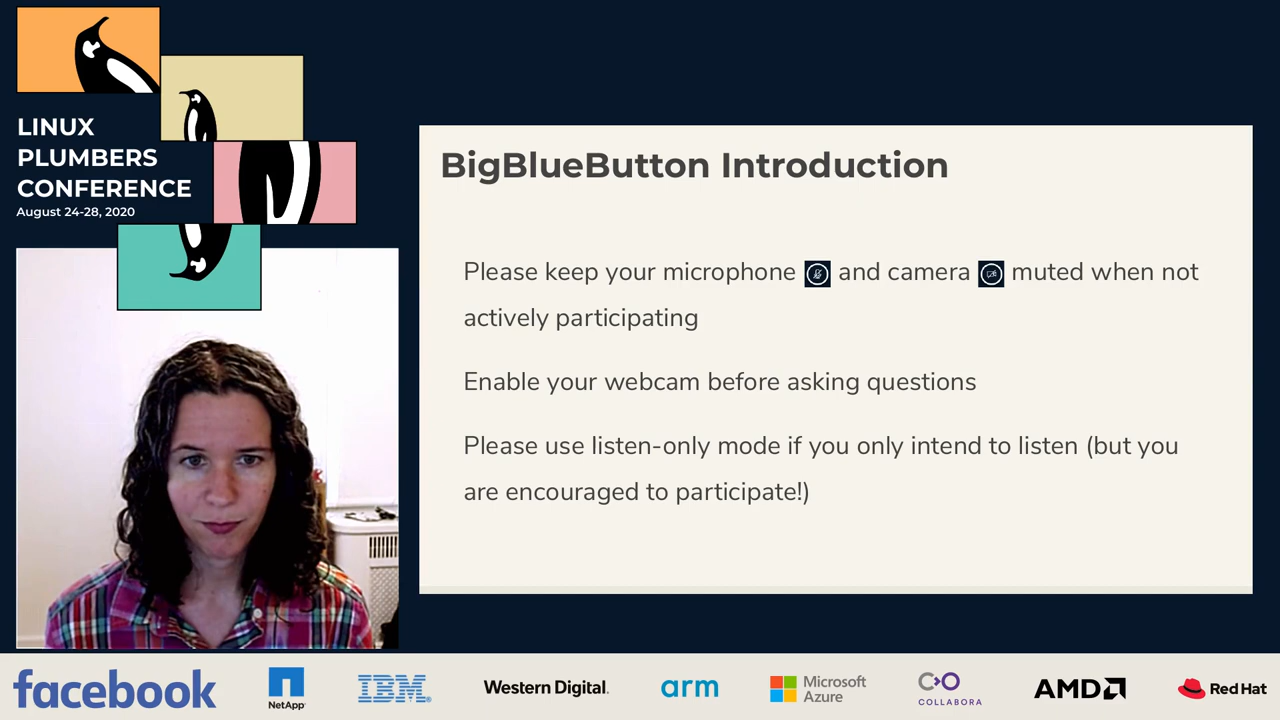 LINUX
PLUMBERS
CONFERENCE
August 24-28, 2020
BigBlueButton Introduction
Please keep your microphone and camera muted when not
actively participating
Enable your webcam before asking questions
Please use listen-only mode if you only intend to listen (but you
are encouraged to participate!)
facebook
NetApp
IBM
Western Digital.
arm
Microsoft
Azure
COLLABORA
AMD
Red Hat